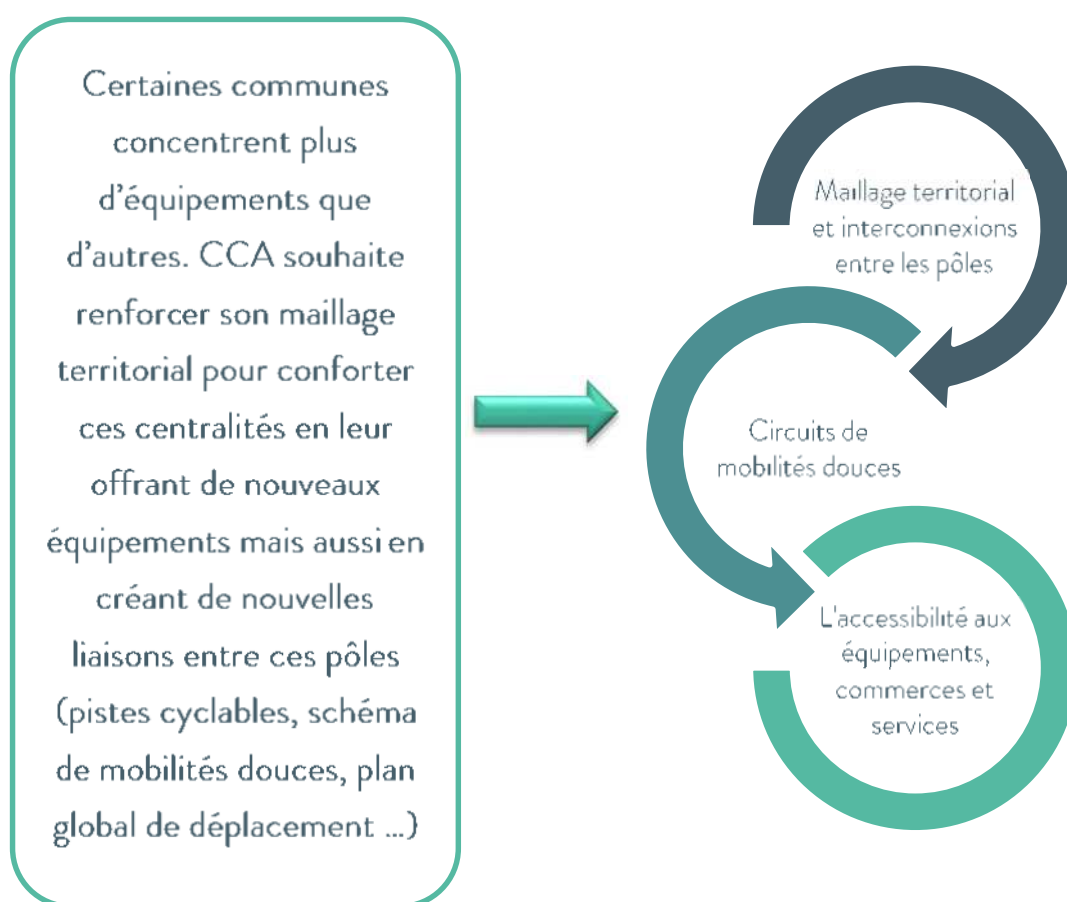 Certaines communes
concentrent plus
d'équipements que
d'autres. CCA souhaite
renforcer son maillage
territorial pour conforter
ces centralités en leur
offrant de nouveaux
équipements mais aussi en
créant de nouvelles
liaisons entre ces pôles
(pistes cyclables, schéma
de mobilités douces, plan
global de déplacement ...)
Maillage territorial
et interconnexions
entre les pôles
Circuits de
mobilités douces
L'accessibilité aux
équipements,
commerces et
services